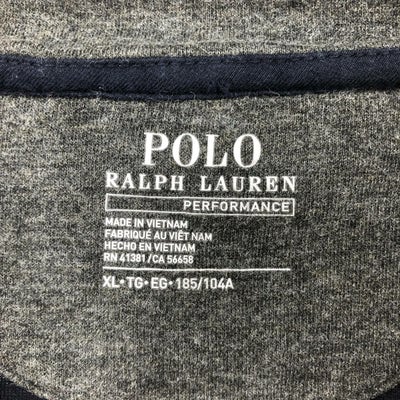 POLO
RALPH LAUREN
PERFORMANCE
MADE IN VIETNAM
FABRIQUÉ AU VIÊT NAM
HECHO EN VIETNAM
RN 41381/CA 56658
XL•TG•EG•185/104A